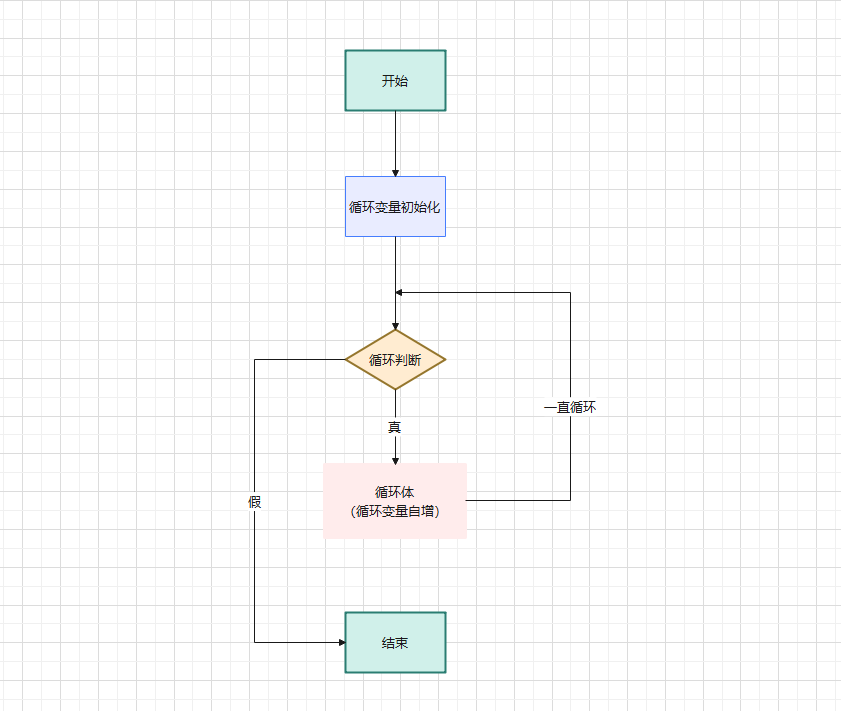 开始
循环变量初始化
循环判断
真
一直循环
假
循环体
（循环变量自增）
结束